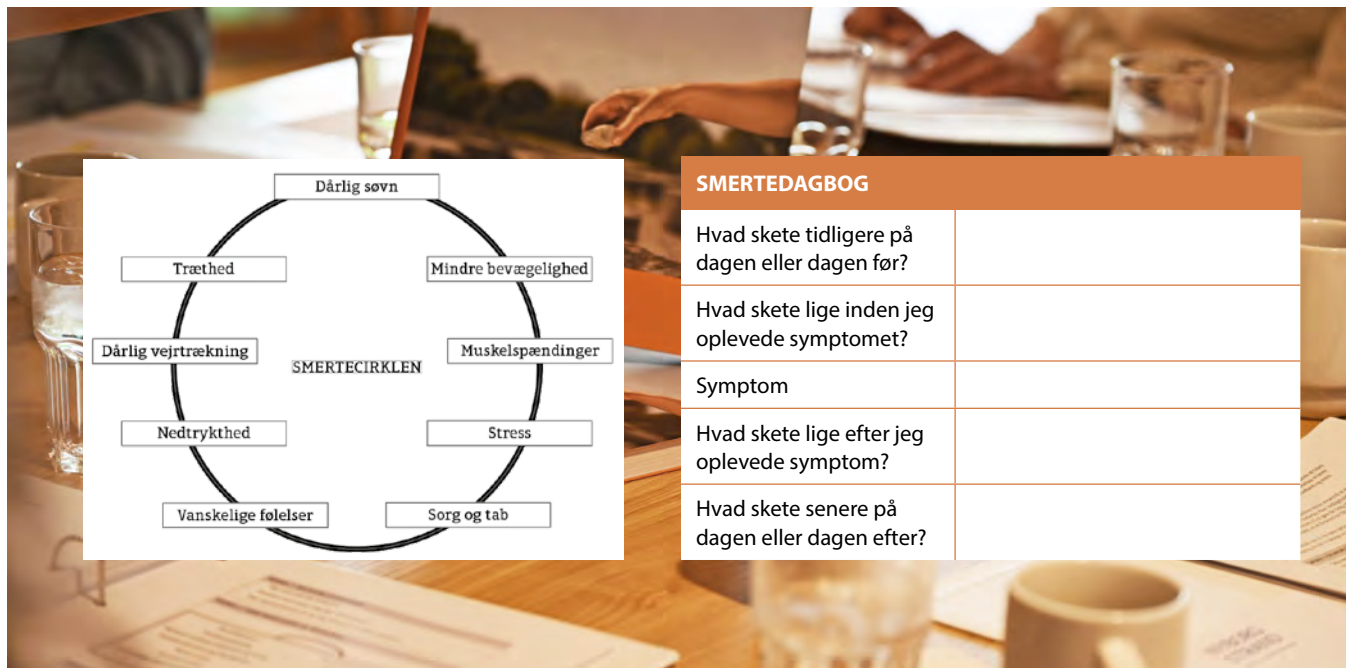 Dårlig søvn
Træthed
Mindre bevægelighed
Dårlig vejrtrækning
Muskelspændinger
SMERTECIRKLEN
Nedtrykthed
Stress
Vanskelige følelser
Sorg og tab
SMERTEDAGBOG
Hvad skete tidligere på
dagen eller dagen før?
Hvad skete lige inden jeg
oplevede symptomet?
Symptom
Hvad skete lige efter jeg
oplevede symptom?
Hvad skete senere på
dagen eller dagen efter?